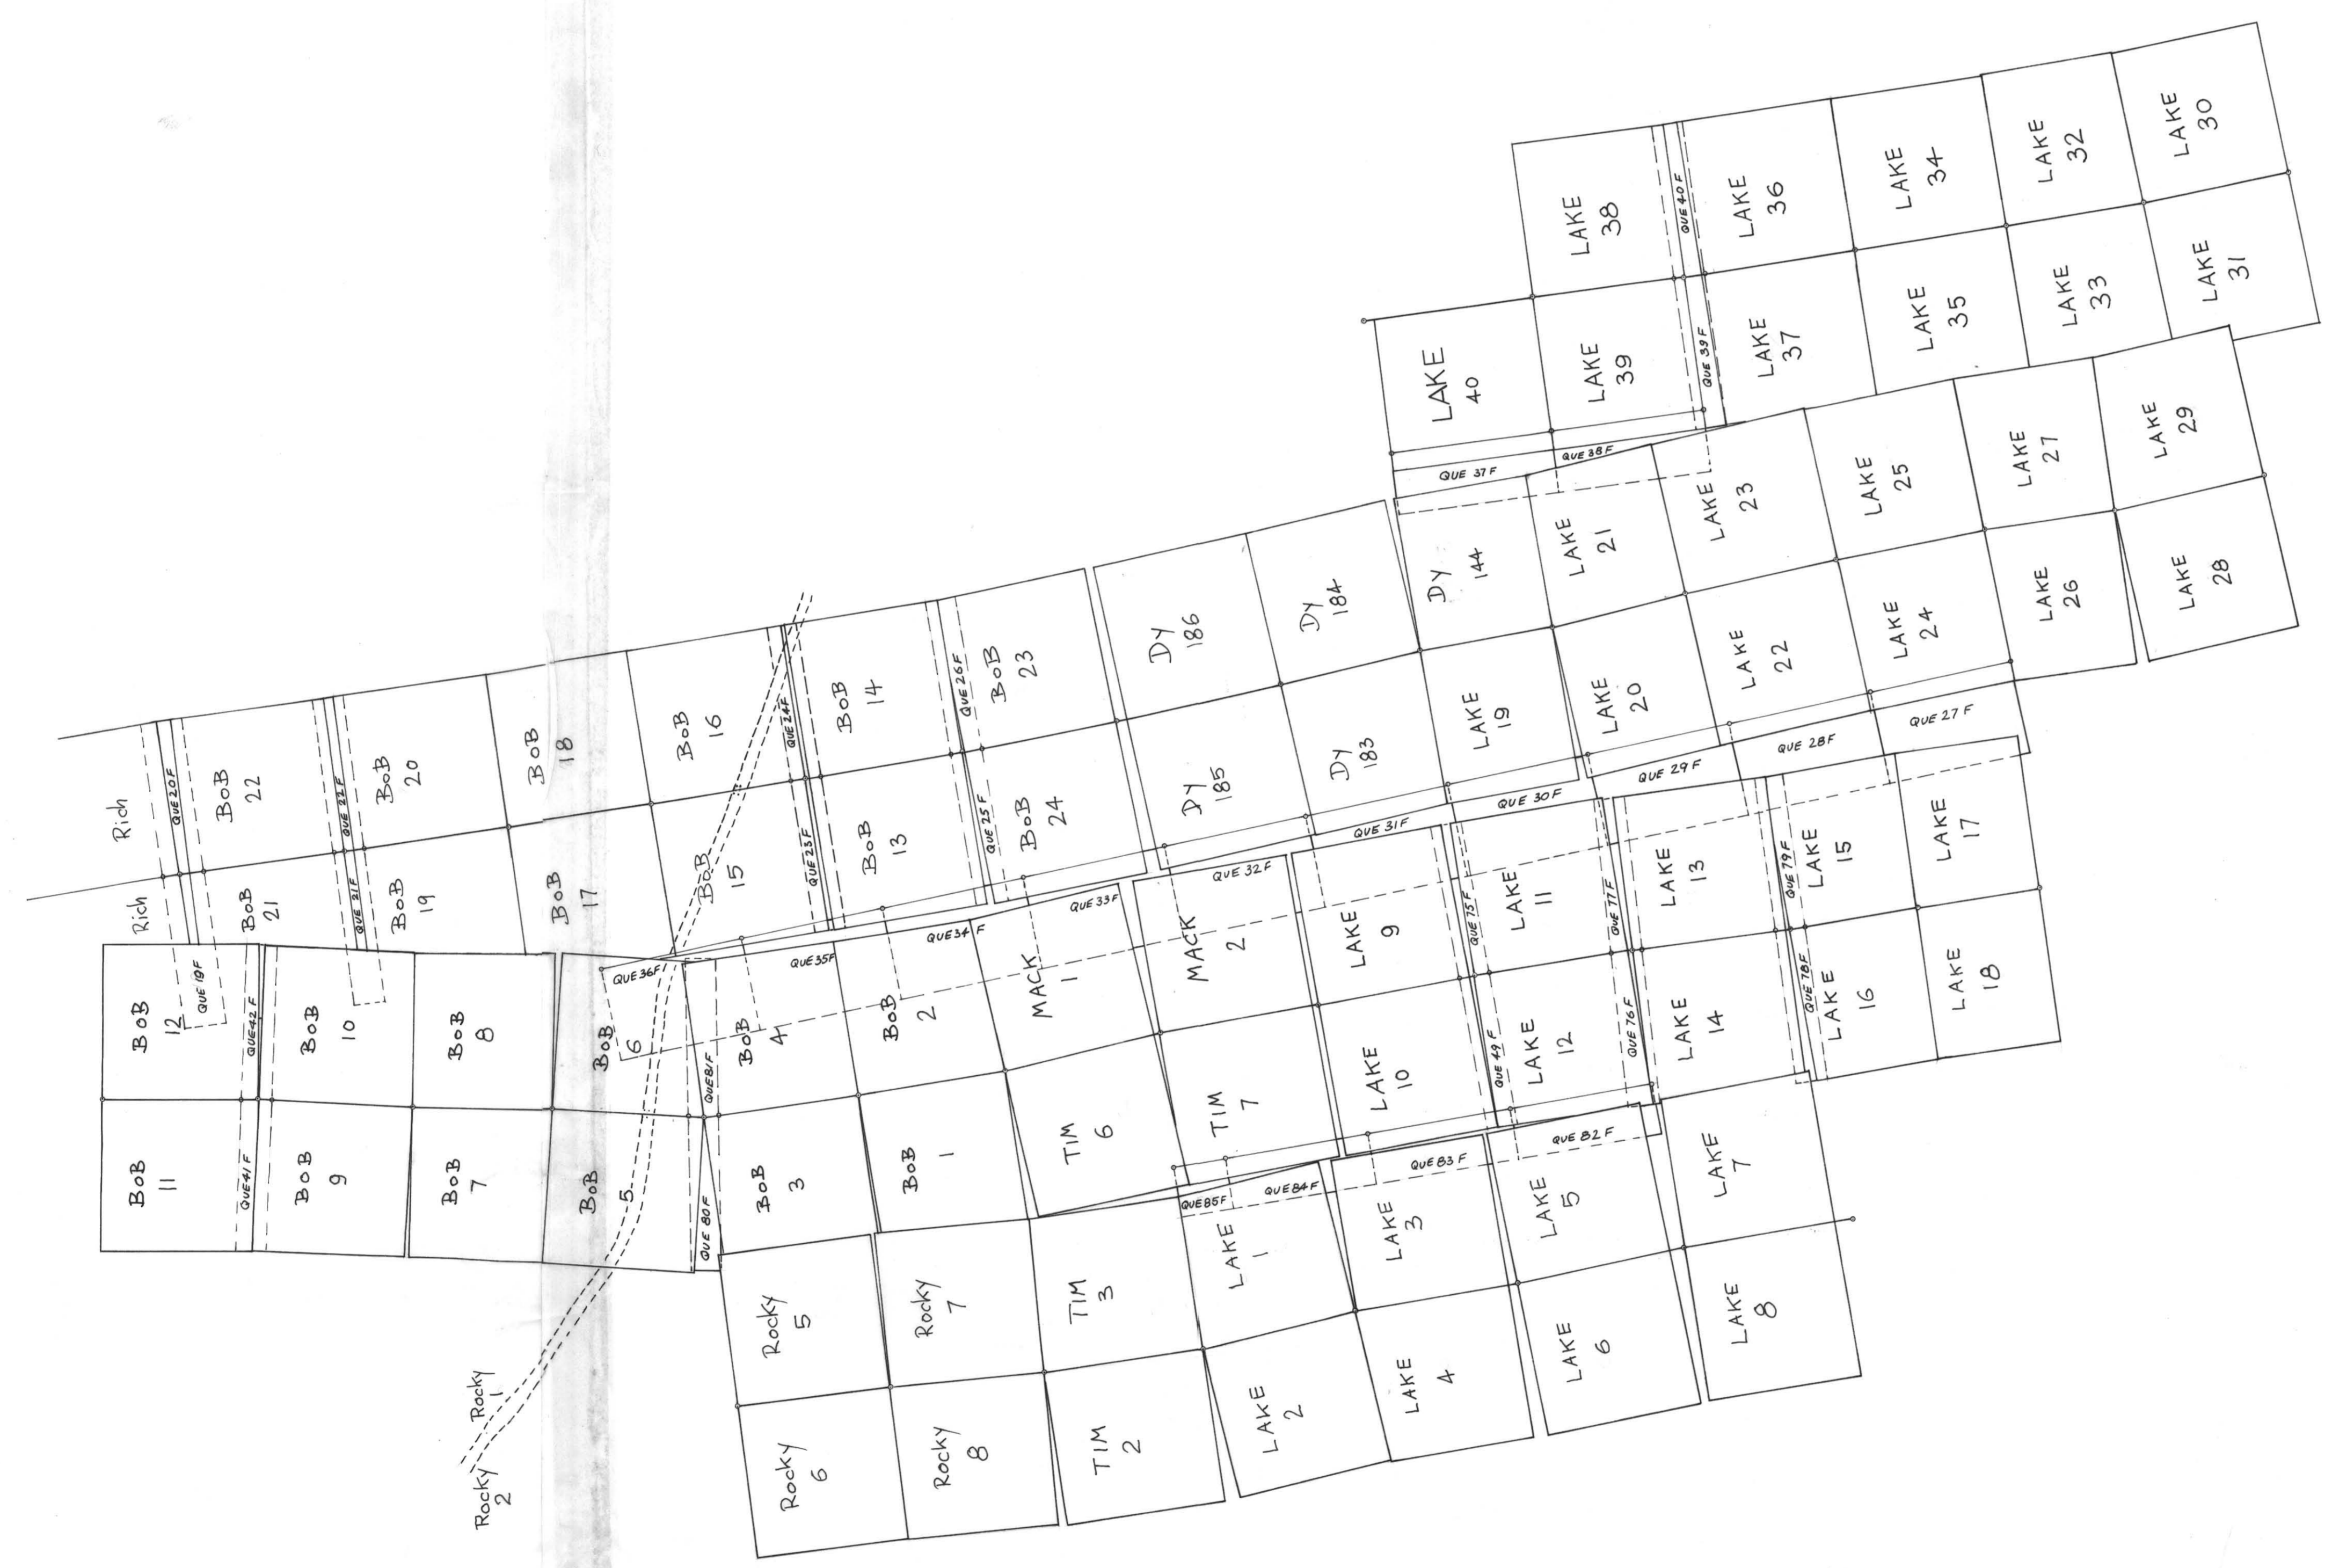 LAKE
30
LAKE
32
LAKE
34
LAKE
36
QUE 40 F
LAKE
38
LAKE
31
LAKE
33
LAKE
35
LAKE
37
QUE 39 F
LAKE
39
LAKE
40
QUE 37 F
QUE 38 F
LAKE
29
LAKE
27
LAKE
25
LAKE
23
LAKE
21
DY
144
DY
184
DY
186
BOB
23
QUE 26 F
BOB
14
QUE 24 F
BOB
16
BOB
18
BOB
20
QUE 22 F
BOB
22
QUE 20 F
Rich
LAKE
28
LAKE
26
LAKE
24
LAKE
22
LAKE
20
LAKE
19
DY
183
DY
185
BOB
24
QUE 25 F
BOB
13
QUE 23 F
BOB
15
BOB
17
BOB
19
QUE 21 F
BOB
21
Rich
QUE 27 F
QUE 28 F
QUE 29 F
QUE 30 F
QUE 31 F
QUE 32 F
QUE 33 F
QUE 34 F
QUE 35 F
QUE 36 F
BOB
12
QUE 19 F
QUE 42 F
BOB
10
BOB
8
BOB
6
QUE 81 F
BOB
4
BOB
2
MACK
1
MACK
2
LAKE
9
QUE 75 F
LAKE
11
QUE 77 F
LAKE
13
QUE 79 F
LAKE
15
LAKE
17
BOB
11
QUE 41 F
BOB
9
BOB
7
BOB
5
QUE 80 F
BOB
3
BOB
1
TIM
6
TIM
7
LAKE
10
QUE 49 F
LAKE
12
QUE 76 F
LAKE
14
QUE 78 F
LAKE
16
LAKE
18
QUE 85 F
QUE 84 F
QUE 83 F
QUE 82 F
Rocky
5
Rocky
7
TIM
3
LAKE
1
LAKE
3
LAKE
5
LAKE
7
Rocky
1
Rocky
2
Rocky
6
Rocky
8
TIM
2
LAKE
2
LAKE
4
LAKE
6
LAKE
8